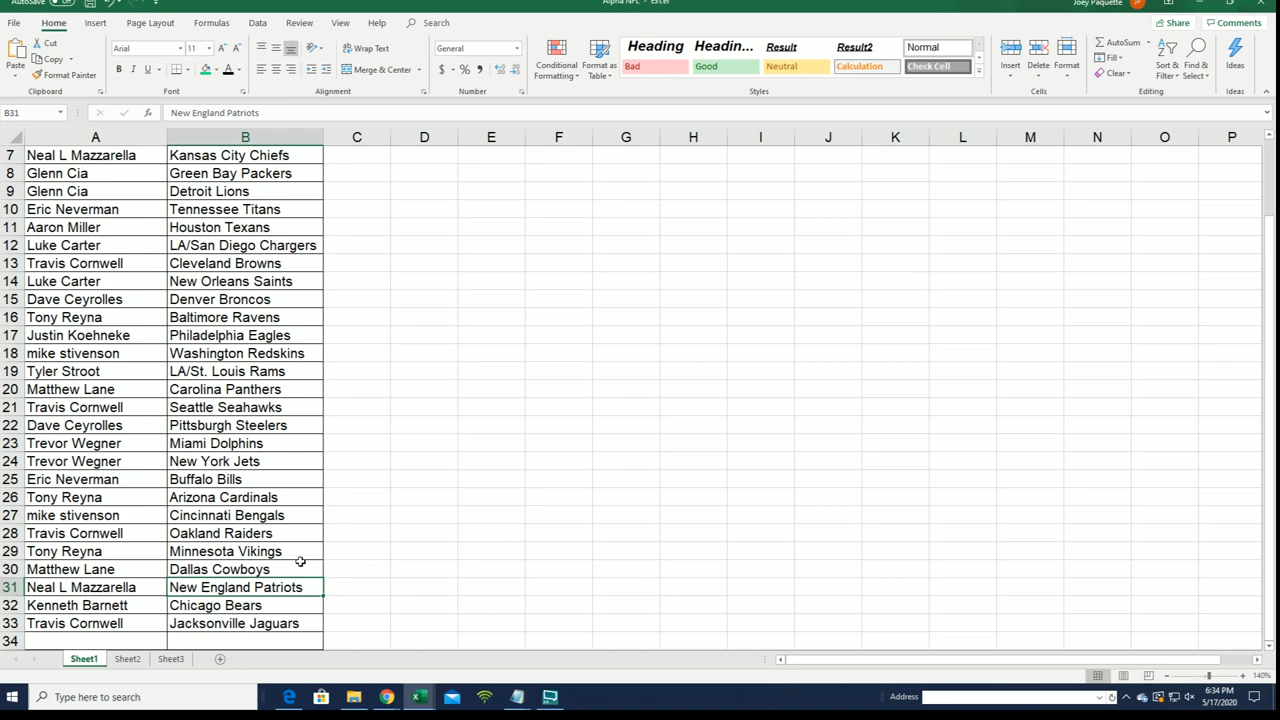 AutoSave Off Alpha NFL - Excel Joey Paquette JP
File Home Insert Page Layout Formulas Data Review View Help Search Share Comments
Paste Cut Copy Format Painter Clipboard
Arial 11 A A B I U A Font
Wrap Text Merge & Center Alignment
General $ % , Number
Conditional Formatting Format as Table
Heading Headin... Result Result2 Normal
Bad Good Neutral Calculation Check Cell
Styles
Insert Delete Format Cells
AutoSum Fill Clear Sort & Filter Find & Select Editing
Ideas Ideas
B31 fx New England Patriots
A B C D E F G H I J K L M N O P
7 Neal L Mazzarella Kansas City Chiefs
8 Glenn Cia Green Bay Packers
9 Glenn Cia Detroit Lions
10 Eric Neverman Tennessee Titans
11 Aaron Miller Houston Texans
12 Luke Carter LA/San Diego Chargers
13 Travis Cornwell Cleveland Browns
14 Luke Carter New Orleans Saints
15 Dave Ceyrolles Denver Broncos
16 Tony Reyna Baltimore Ravens
17 Justin Koehneke Philadelphia Eagles
18 mike stivenson Washington Redskins
19 Tyler Stroot LA/St. Louis Rams
20 Matthew Lane Carolina Panthers
21 Travis Cornwell Seattle Seahawks
22 Dave Ceyrolles Pittsburgh Steelers
23 Trevor Wegner Miami Dolphins
24 Trevor Wegner New York Jets
25 Eric Neverman Buffalo Bills
26 Tony Reyna Arizona Cardinals
27 mike stivenson Cincinnati Bengals
28 Travis Cornwell Oakland Raiders
29 Tony Reyna Minnesota Vikings
30 Matthew Lane Dallas Cowboys
31 Neal L Mazzarella New England Patriots
32 Kenneth Barnett Chicago Bears
33 Travis Cornwell Jacksonville Jaguars
34
Sheet1 Sheet2 Sheet3
140%
Type here to search Address 6:34 PM
5/17/2020